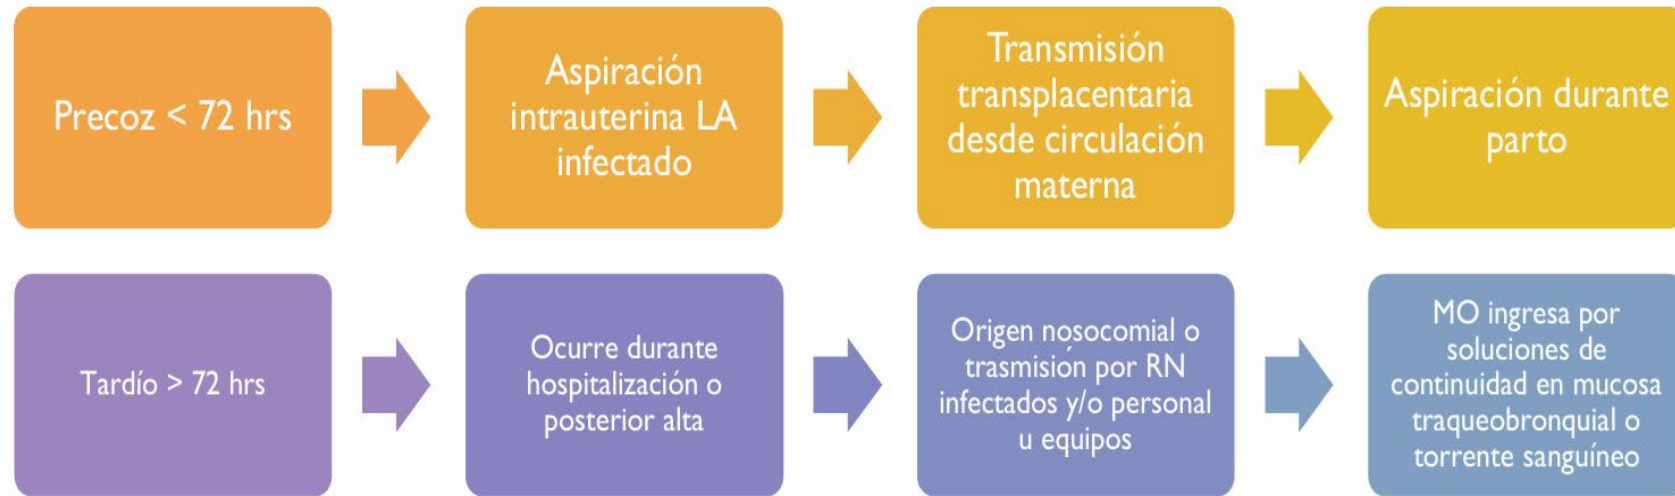 Precoz < 72 hrs
Aspiración
intrauterina LA
infectado
Transmisión
transplacentaria
desde circulación
materna
Aspiración durante
parto
Tardío > 72 hrs
Ocurre durante
hospitalización o
posterior alta
Origen nosocomial o
trasmisión por RN
infectados y/o personal
u equipos
MO ingresa por
soluciones de
continuidad en mucosa
traqueobronquial o
torrente sanguíneo